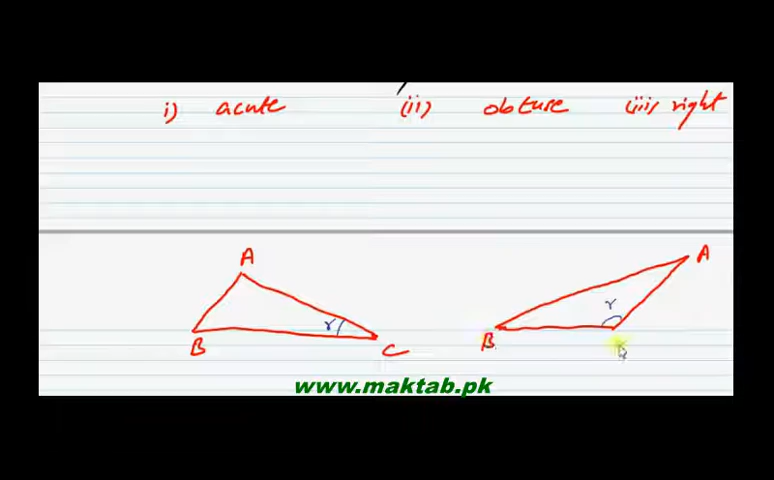 i) acute (ii) obture (iii) right
A
A
γ
γ
B
C
B
www.maktab.pk